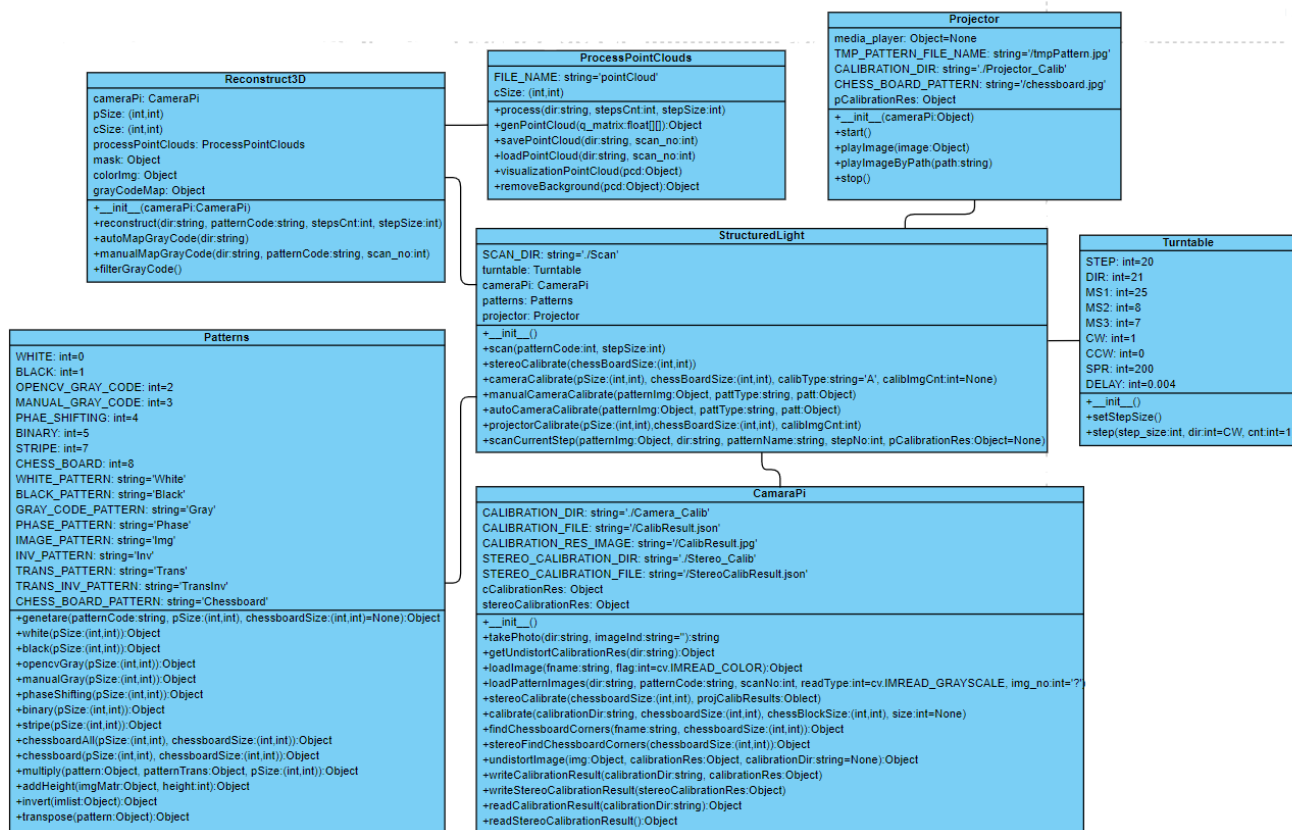 Projector
media_player: Object=None
TMP_PATTERN_FILE_NAME: string='/tmpPattern.jpg'
CALIBRATION_DIR: string='./Projector_Calib'
CHESS_BOARD_PATTERN: string='/chessboard.jpg'
pCalibrationRes: Object
+__init__(cameraPi:Object)
+start()
+playImage(image:Object)
+playImageByPath(path:string)
+stop()
ProcessPointClouds
FILE_NAME: string='pointCloud'
cSize: (int,int)
+process(dir:string, stepsCnt:int, stepSize:int)
+genPointCloud(q_matrix:float[][]):Object
+savePointCloud(dir:string, scan_no:int)
+loadPointCloud(dir:string, scan_no:int)
+visualizationPointCloud(pcd:Object)
+removeBackground(pcd:Object):Object
Reconstruct3D
cameraPi: CameraPi
pSize: (int,int)
cSize: (int,int)
processPointClouds: ProcessPointClouds
mask: Object
colorImg: Object
grayCodeMap: Object
+__init__(cameraPi:CameraPi)
+reconstruct(dir:string, patternCode:string, stepsCnt:int, stepSize:int)
+autoMapGrayCode(dir:string)
+manualMapGrayCode(dir:string, patternCode:string, scan_no:int)
+filterGrayCode()
StructuredLight
SCAN_DIR: string='./Scan'
turntable: Turntable
cameraPi: CameraPi
patterns: Patterns
projector: Projector
+__init__()
+scan(patternCode:int, stepSize:int)
+stereoCalibrate(chessBoardSize:(int,int))
+cameraCalibrate(pSize:(int,int), chessBoardSize:(int,int), calibType:string='A', calibImgCnt:int=None)
+manualCameraCalibrate(patternImg:Object, pattType:string, patt:Object)
+autoCameraCalibrate(patternImg:Object, pattType:string, patt:Object)
+projectorCalibrate(pSize:(int,int),chessBoardSize:(int,int), calibImgCnt:int)
+scanCurrentStep(patternImg:Object, dir:string, patternName:string, stepNo:int, pCalibrationRes:Object=None)
Turntable
STEP: int=20
DIR: int=21
MS1: int=25
MS2: int=8
MS3: int=7
CW: int=1
CCW: int=0
SPR: int=200
DELAY: int=0.004
+__init__()
+setStepSize()
+step(step_size:int, dir:int=CW, cnt:int=1
Patterns
WHITE: int=0
BLACK: int=1
OPENCV_GRAY_CODE: int=2
MANUAL_GRAY_CODE: int=3
PHAE_SHIFTING: int=4
BINARY: int=5
STRIPE: int=7
CHESS_BOARD: int=8
WHITE_PATTERN: string='White'
BLACK_PATTERN: string='Black'
GRAY_CODE_PATTERN: string='Gray'
PHASE_PATTERN: string='Phase'
IMAGE_PATTERN: string='Img'
INV_PATTERN: string='Inv'
TRANS_PATTERN: string='Trans'
TRANS_INV_PATTERN: string='TransInv'
CHESS_BOARD_PATTERN: string='Chessboard'
+genetare(patternCode:string, pSize:(int,int), chessboardSize:(int,int)=None):Object
+white(pSize:(int,int)):Object
+black(pSize:(int,int)):Object
+opencvGray(pSize:(int,int)):Object
+manualGray(pSize:(int,int)):Object
+phaseShifting(pSize:(int,int)):Object
+binary(pSize:(int,int)):Object
+stripe(pSize:(int,int)):Object
+chessboardAll(pSize:(int,int), chessboardSize:(int,int)):Object
+chessboard(pSize:(int,int), chessboardSize:(int,int)):Object
+multiply(pattern:Object, patternTrans:Object, pSize:(int,int)):Object
+addHeight(imgMatr:Object, height:int):Object
+invert(imlist:Object):Object
+transpose(pattern:Object):Object
CamaraPi
CALIBRATION_DIR: string='./Camera_Calib'
CALIBRATION_FILE: string='/CalibResult.json'
CALIBRATION_RES_IMAGE: string='/CalibResult.jpg'
STEREO_CALIBRATION_DIR: string='./Stereo_Calib'
STEREO_CALIBRATION_FILE: string='/StereoCalibResult.json'
cCalibrationRes: Object
stereoCalibrationRes: Object
+__init__()
+takePhoto(dir:string, imageInd:string=''):string
+getUndistortCalibrationRes(dir:string):Object
+loadImage(fname:string, flag:int=cv.IMREAD_COLOR):Object
+loadPatternImages(dir:string, patternCode:string, scanNo:int, readType:int=cv.IMREAD_GRAYSCALE, img_no:int='?')
+stereoCalibrate(chessboardSize:(int,int), projCalibResults:Object)
+calibrate(calibrationDir:string, chessboardSize:(int,int), chessBlockSize:(int,int), size:int=None)
+findChessboardCorners(fname:string, chessboardSize:(int,int)):Object
+stereoFindChessboardCorners(chessboardSize:(int,int)):Object
+undistortImage(img:Object, calibrationRes:Object, calibrationDir:string=None):Object
+writeCalibrationResult(calibrationDir:string, calibrationRes:Object)
+writeStereoCalibrationResult(stereoCalibrationRes:Object)
+readCalibrationResult(calibrationDir:string):Object
+readStereoCalibrationResult():Object